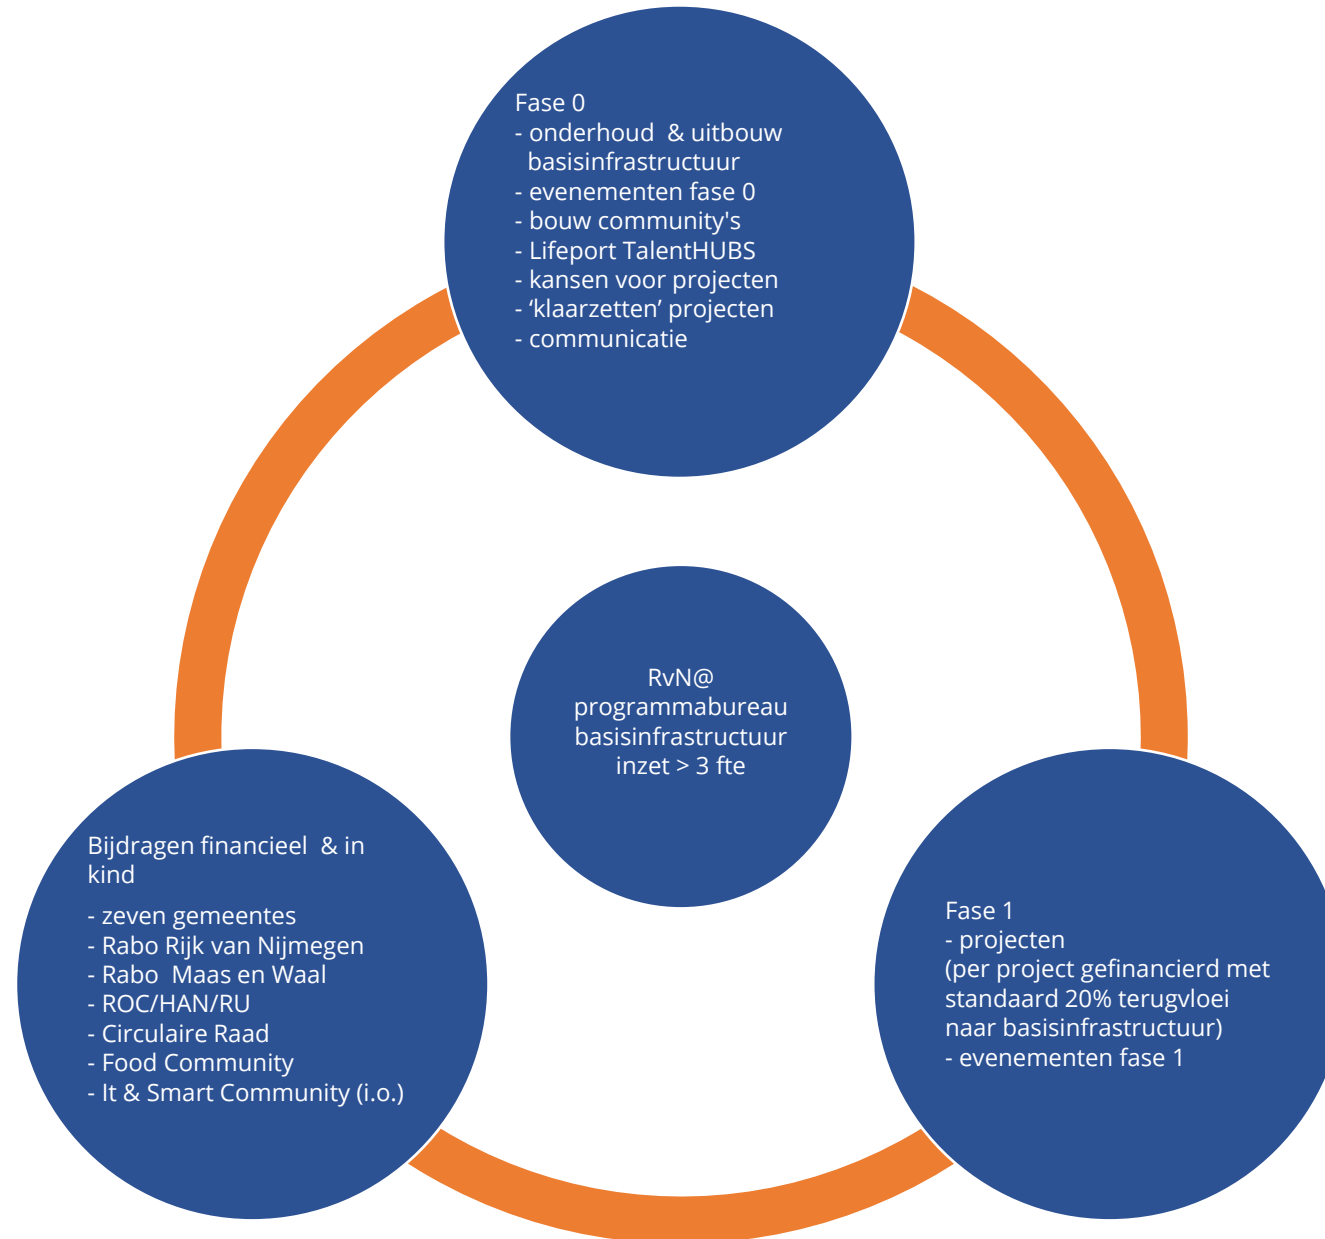 Fase 0
- onderhoud & uitbouw
basisinfrastructuur
- evenementen fase 0
- bouw community's
- Lifeport TalentHUBS
- kansen voor projecten
- ‘klaarzetten’ projecten
- communicatie
RvN@
programmabureau
basisinfrastructuur
inzet > 3 fte
Bijdragen financieel & in
kind
- zeven gemeentes
- Rabo Rijk van Nijmegen
- Rabo Maas en Waal
- ROC/HAN/RU
- Circulaire Raad
- Food Community
- It & Smart Community (i.o.)
Fase 1
- projecten
(per project gefinancierd met
standaard 20% terugvloei
naar basisinfrastructuur)
- evenementen fase 1